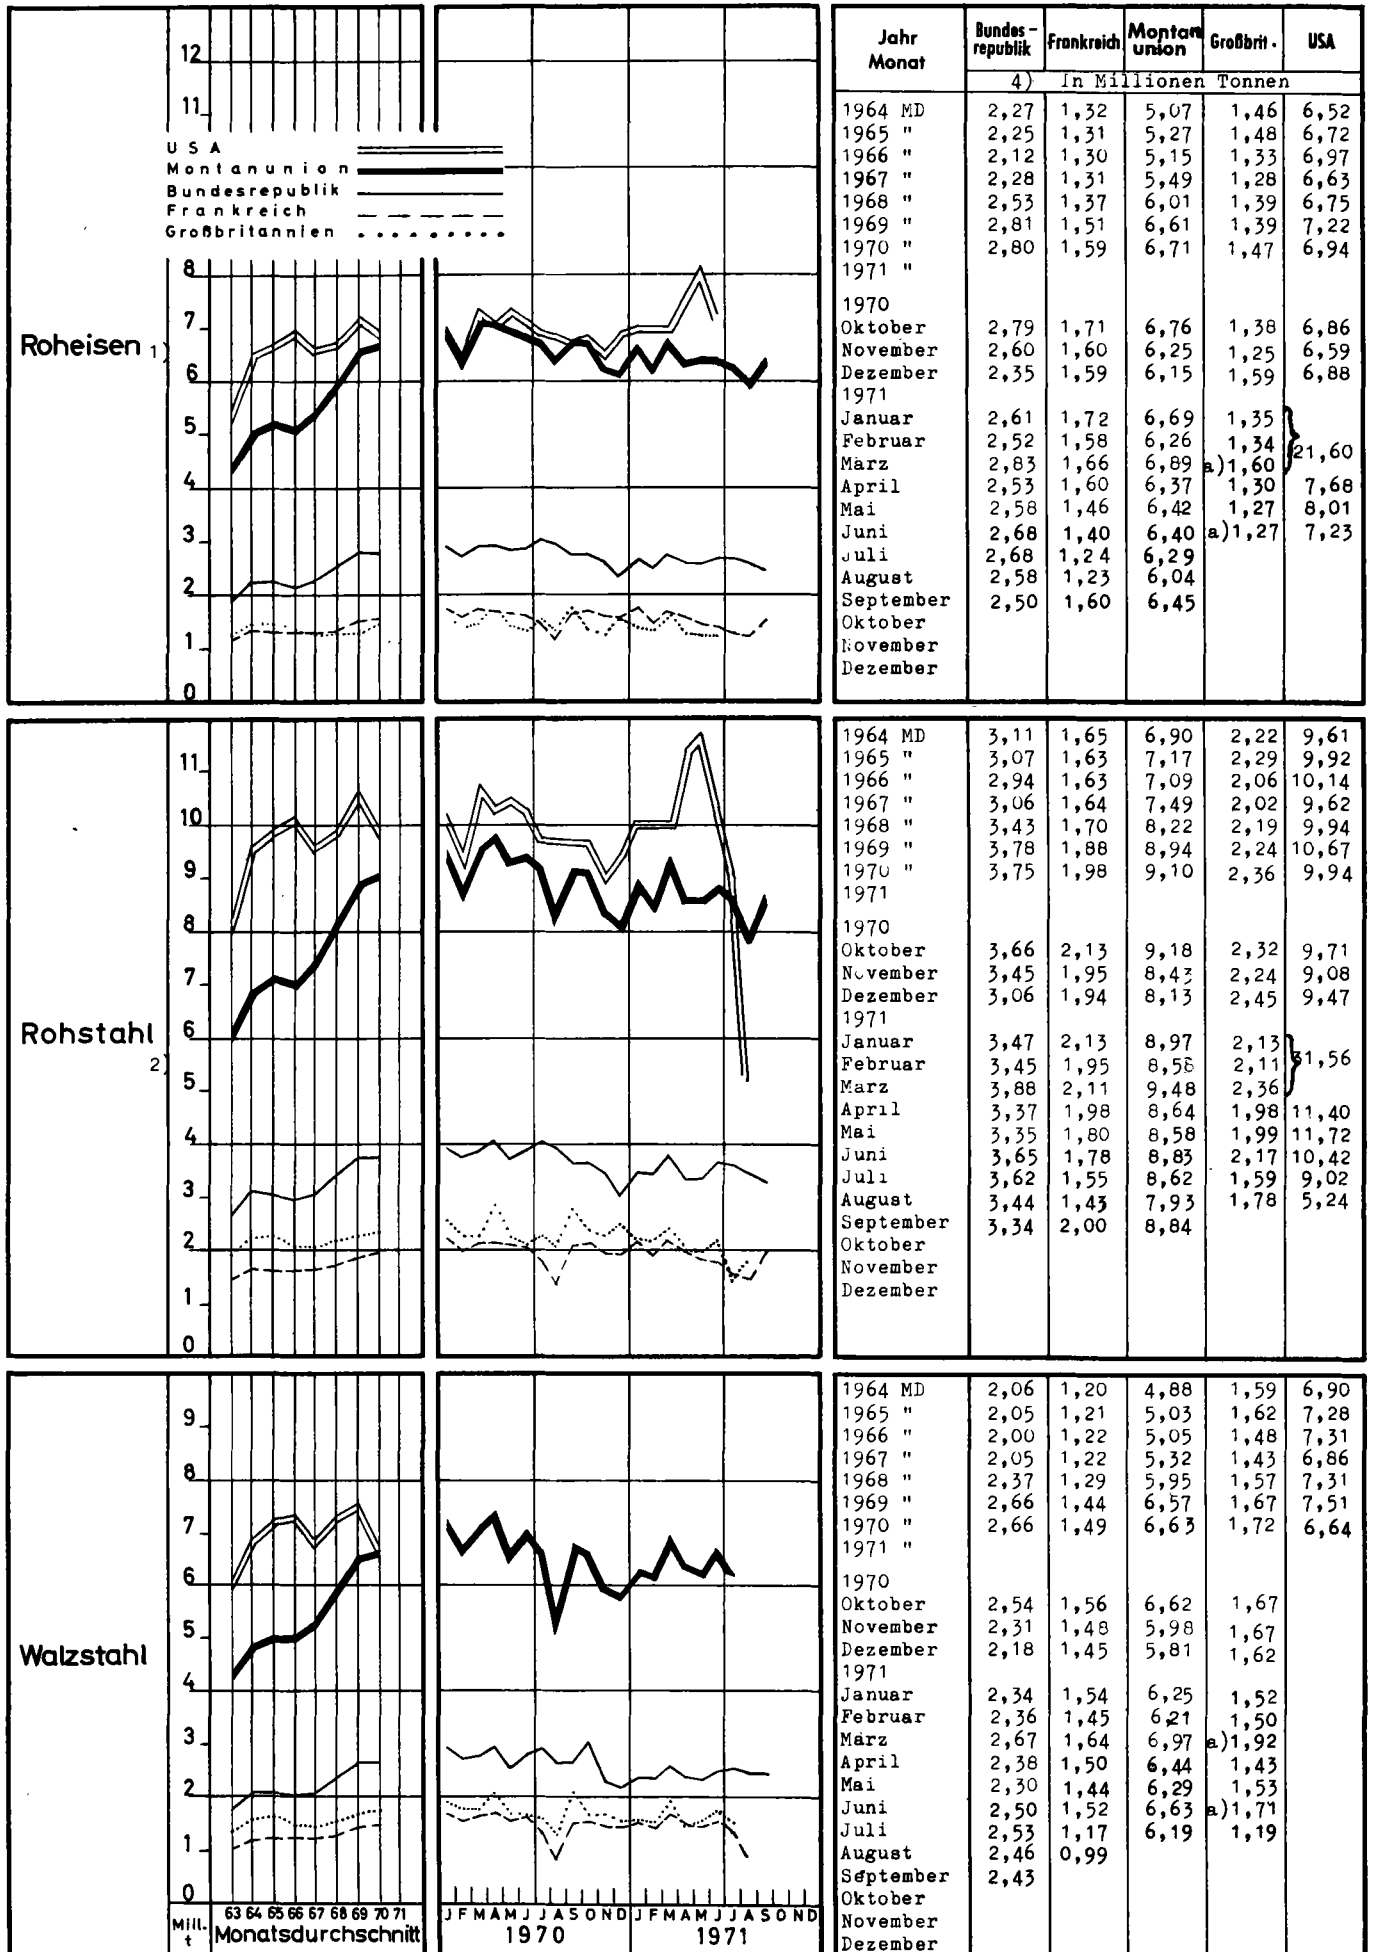 Jahr Monat | Bundes-republik | Frankreich | Montanunion | Großbrit. | USA
4) In Millionen Tonnen
12
11
USA
Montanunion
Bundesrepublik
Frankreich
Großbritannien
8
7
6
5
4
3
2
1
0
Roheisen 1)
1964 MD 2,27 1,32 5,07 1,46 6,52
1965 " 2,25 1,31 5,27 1,48 6,72
1966 " 2,12 1,30 5,15 1,33 6,97
1967 " 2,28 1,31 5,49 1,28 6,63
1968 " 2,53 1,37 6,01 1,39 6,75
1969 " 2,81 1,51 6,61 1,39 7,22
1970 " 2,80 1,59 6,71 1,47 6,94
1971 "
1970
Oktober 2,79 1,71 6,76 1,38 6,86
November 2,60 1,60 6,25 1,25 6,59
Dezember 2,35 1,59 6,15 1,59 6,88
1971
Januar 2,61 1,72 6,69 1,35
Februar 2,52 1,58 6,26 1,34 21,60
März 2,83 1,66 6,89 a)1,60
April 2,53 1,60 6,37 1,30 7,68
Mai 2,58 1,46 6,42 1,27 8,01
Juni 2,68 1,40 6,40 a)1,27 7,23
Juli 2,68 1,24 6,29
August 2,58 1,23 6,04
September 2,50 1,60 6,45
Oktober
November
Dezember
11
10
9
8
7
6
5
4
3
2
1
0
Rohstahl 2)
1964 MD 3,11 1,65 6,90 2,22 9,61
1965 " 3,07 1,63 7,17 2,29 9,92
1966 " 2,94 1,63 7,09 2,06 10,14
1967 " 3,06 1,64 7,49 2,02 9,62
1968 " 3,43 1,70 8,22 2,19 9,94
1969 " 3,78 1,88 8,94 2,24 10,67
1970 " 3,75 1,98 9,10 2,36 9,94
1971
1970
Oktober 3,66 2,13 9,18 2,32 9,71
November 3,45 1,95 8,43 2,24 9,08
Dezember 3,06 1,94 8,13 2,45 9,47
1971
Januar 3,47 2,13 8,97 2,13
Februar 3,45 1,95 8,58 2,11 31,56
März 3,88 2,11 9,48 2,36
April 3,37 1,98 8,64 1,98 11,40
Mai 3,35 1,80 8,58 1,99 11,72
Juni 3,65 1,78 8,83 2,17 10,42
Juli 3,62 1,55 8,62 1,59 9,02
August 3,44 1,43 7,93 1,78 5,24
September 3,34 2,00 8,84
Oktober
November
Dezember
9
8
7
6
5
4
3
2
1
0
Walzstahl
Mill. t
63 64 65 66 67 68 69 70 71
Monatsdurchschnitt
J F M A M J J A S O N D J F M A M J J A S O N D
1970 1971
1964 MD 2,06 1,20 4,88 1,59 6,90
1965 " 2,05 1,21 5,03 1,62 7,28
1966 " 2,00 1,22 5,05 1,48 7,31
1967 " 2,05 1,22 5,32 1,43 6,86
1968 " 2,37 1,29 5,95 1,57 7,31
1969 " 2,66 1,44 6,57 1,67 7,51
1970 " 2,66 1,49 6,63 1,72 6,64
1971 "
1970
Oktober 2,54 1,56 6,62 1,67
November 2,31 1,48 5,98 1,67
Dezember 2,18 1,45 5,81 1,62
1971
Januar 2,34 1,54 6,25 1,52
Februar 2,36 1,45 6,21 1,50
März 2,67 1,64 6,97 a)1,92
April 2,38 1,50 6,44 1,43
Mai 2,30 1,44 6,29 1,53
Juni 2,50 1,52 6,63 a)1,71
Juli 2,53 1,17 6,19 1,19
August 2,46 0,99
September 2,43
Oktober
November
Dezember